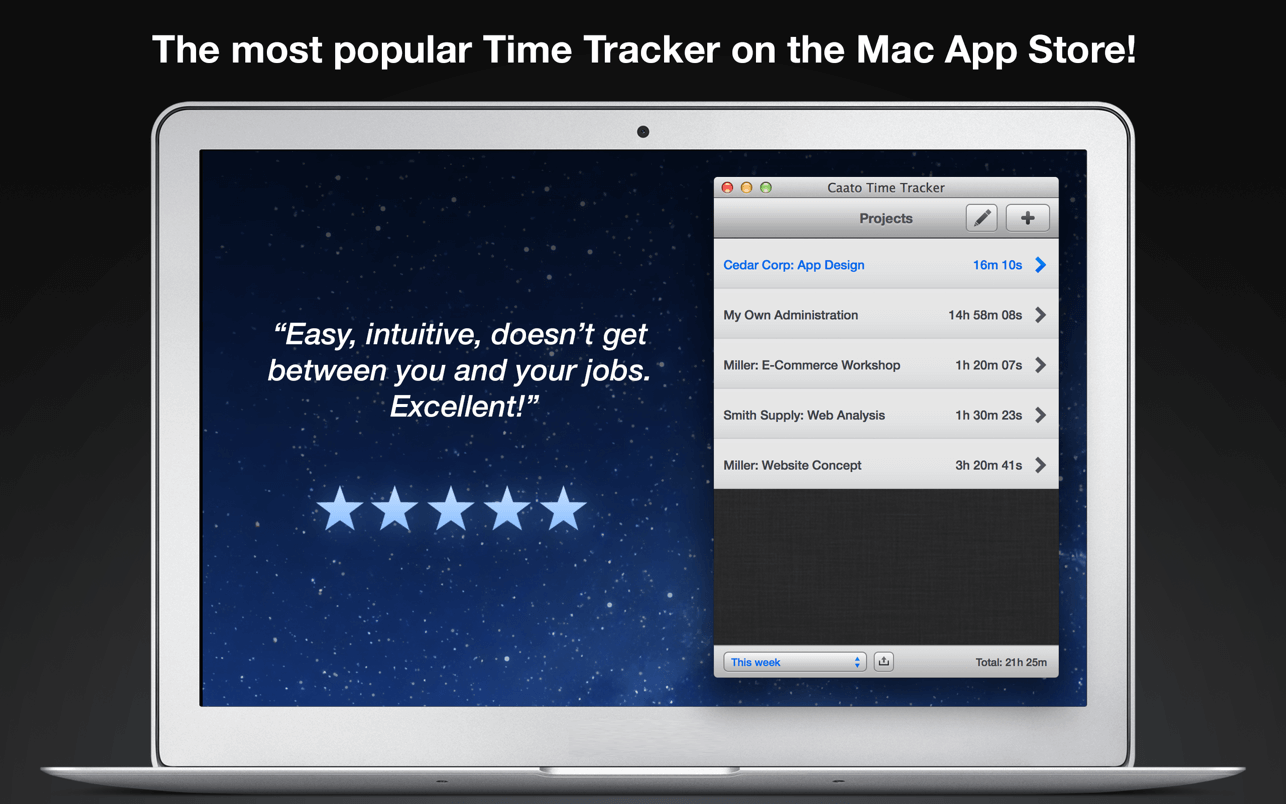 The most popular Time Tracker on the Mac App Store!
“Easy, intuitive, doesn’t get
between you and your jobs.
Excellent!”
Caato Time Tracker
Projects
Cedar Corp: App Design 16m 10s
My Own Administration 14h 58m 08s
Miller: E-Commerce Workshop 1h 20m 07s
Smith Supply: Web Analysis 1h 30m 23s
Miller: Website Concept 3h 20m 41s
This week Total: 21h 25m